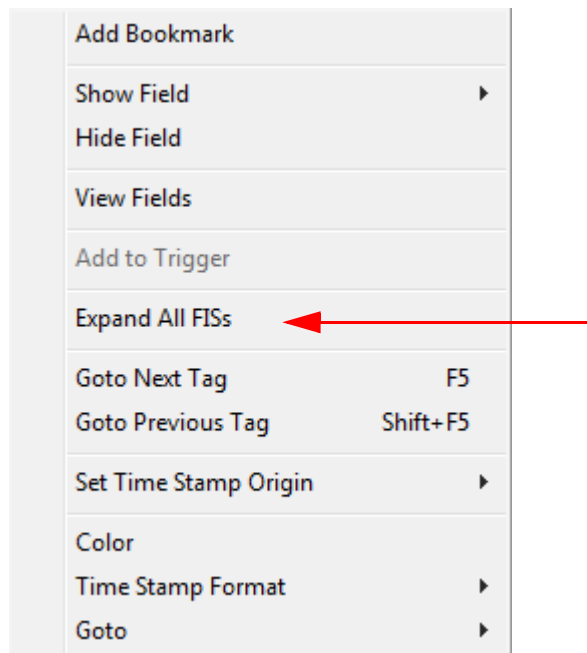 Add Bookmark
Show Field
Hide Field
View Fields
Add to Trigger
Expand All FISs
Goto Next Tag F5
Goto Previous Tag Shift+F5
Set Time Stamp Origin
Color
Time Stamp Format
Goto